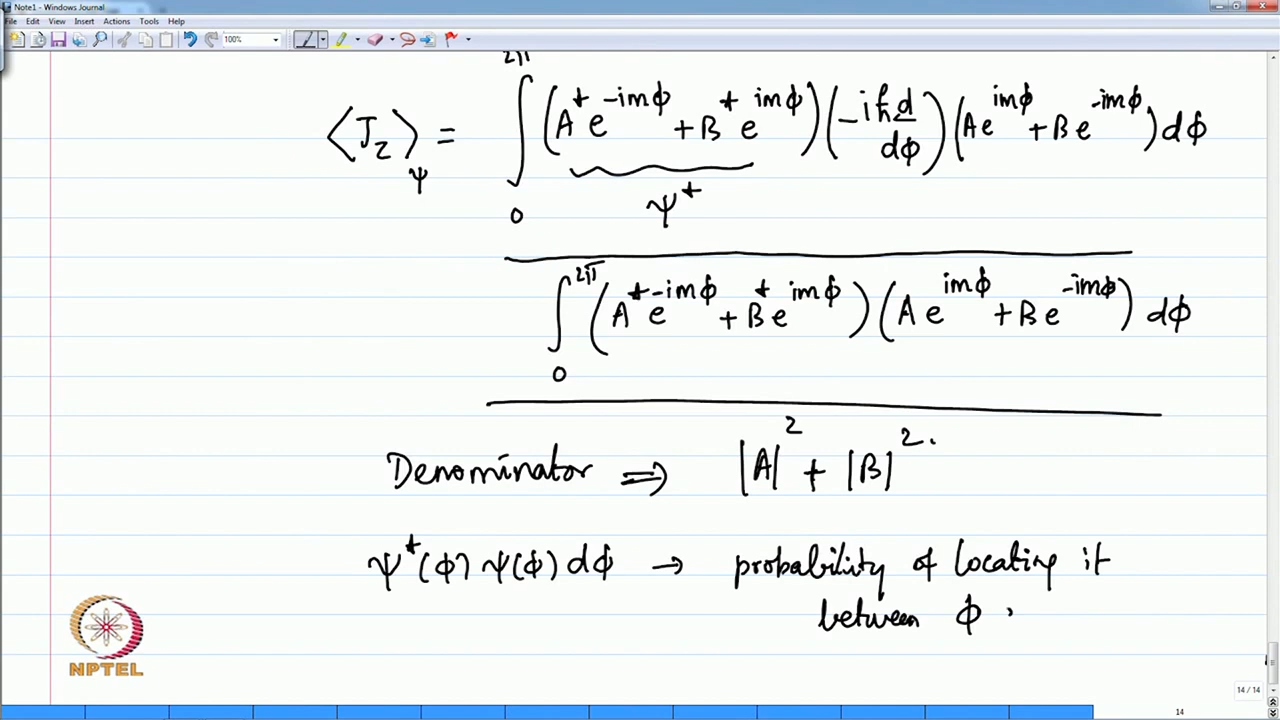 Note1 - Windows Journal
File Edit View Insert Actions Tools Help
100%
2π
⟨J_z⟩_ψ = ∫_0 (A* e^{-imφ} + B* e^{imφ}) (-iħ d/dφ) (A e^{imφ} + B e^{-imφ}) dφ
ψ*
∫_0^{2π} (A* e^{-imφ} + B* e^{imφ}) (A e^{imφ} + B e^{-imφ}) dφ
Denominator ⟹ |A|^2 + |B|^2.
ψ*(φ) ψ(φ) dφ → probability of locating it
between φ
NPTEL
14 / 14
14